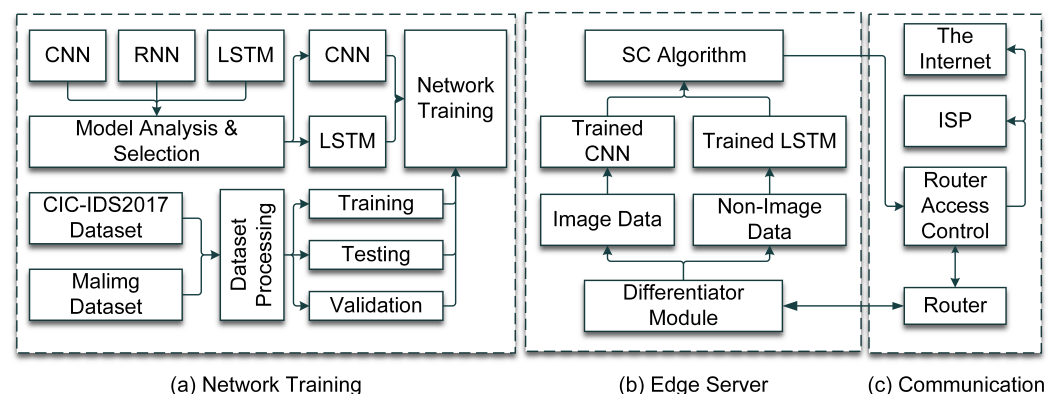 CNN
RNN
LSTM
Model Analysis &
Selection
CNN
LSTM
Network
Training
CIC-IDS2017
Dataset
Malimg
Dataset
Dataset
Processing
Training
Testing
Validation
(a) Network Training
SC Algorithm
Trained
CNN
Trained LSTM
Image Data
Non-Image
Data
Differentiator
Module
(b) Edge Server
The
Internet
ISP
Router
Access
Control
Router
(c) Communication